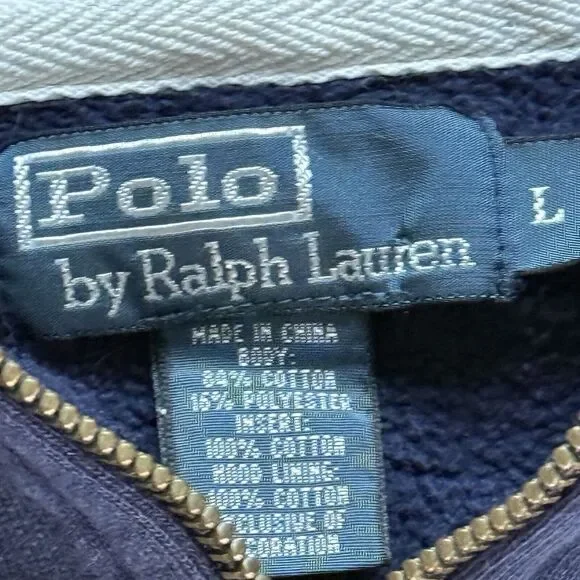 Polo
by Ralph Lauren
L
MADE IN CHINA
BODY:
84% COTTON
16% POLYESTER
INSERT:
100% COTTON
HOOD LINING:
100% COTTON
EXCLUSIVE OF
DECORATION